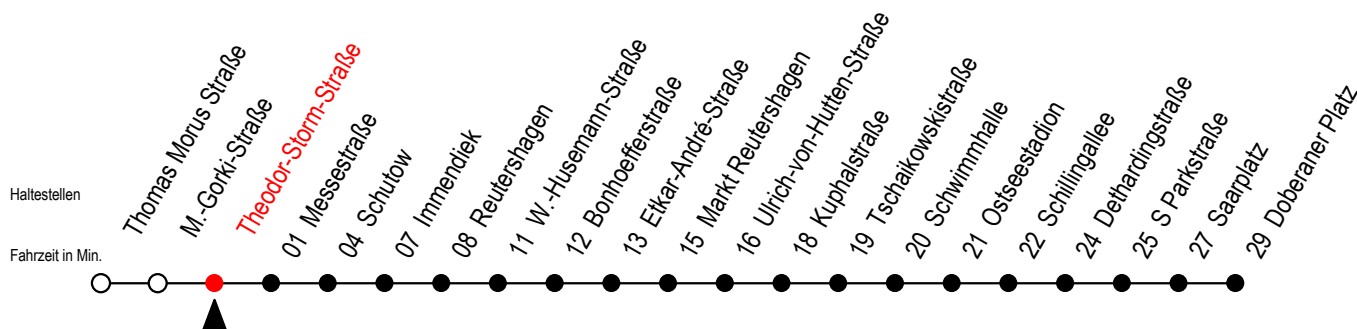 Haltestellen
Fahrzeit in Min.
Thomas Morus Straße
M.-Gorki-Straße
Theodor-Storm-Straße
01 Messestraße
04 Schutow
07 Immendiek
08 Reutershagen
11 W.-Husemann-Straße
12 Bonhoefferstraße
13 Etkar-André-Straße
15 Markt Reutershagen
16 Ulrich-von-Hutten-Straße
18 Kuphalstraße
19 Tschaikowskistraße
20 Schwimmhalle
21 Ostseestadion
22 Schillingallee
24 Dethardingstraße
25 S Parkstraße
27 Saarplatz
29 Doberaner Platz